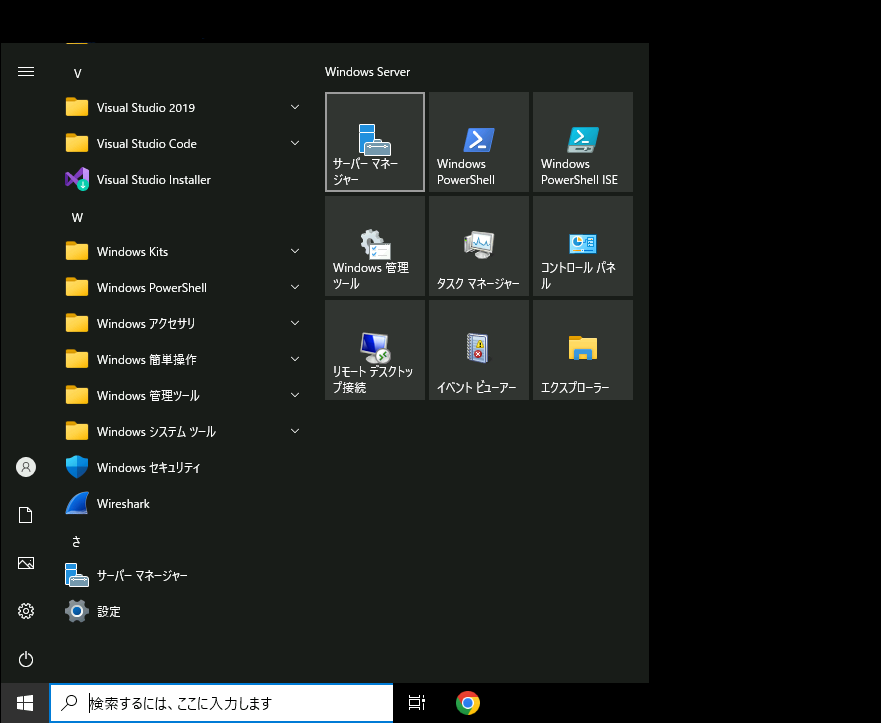 V
Visual Studio 2019
Visual Studio Code
Visual Studio Installer
W
Windows Kits
Windows PowerShell
Windows アクセサリ
Windows 簡単操作
Windows 管理ツール
Windows システム ツール
Windows セキュリティ
Wireshark
さ
サーバー マネージャー
設定
Windows Server
サーバー マネー
ジャー
Windows
PowerShell
Windows
PowerShell ISE
Windows 管理
ツール
タスク マネージャー
コントロール パネ
ル
リモート デスクトッ
プ接続
イベント ビューアー
エクスプローラー
検索するには、ここに入力します